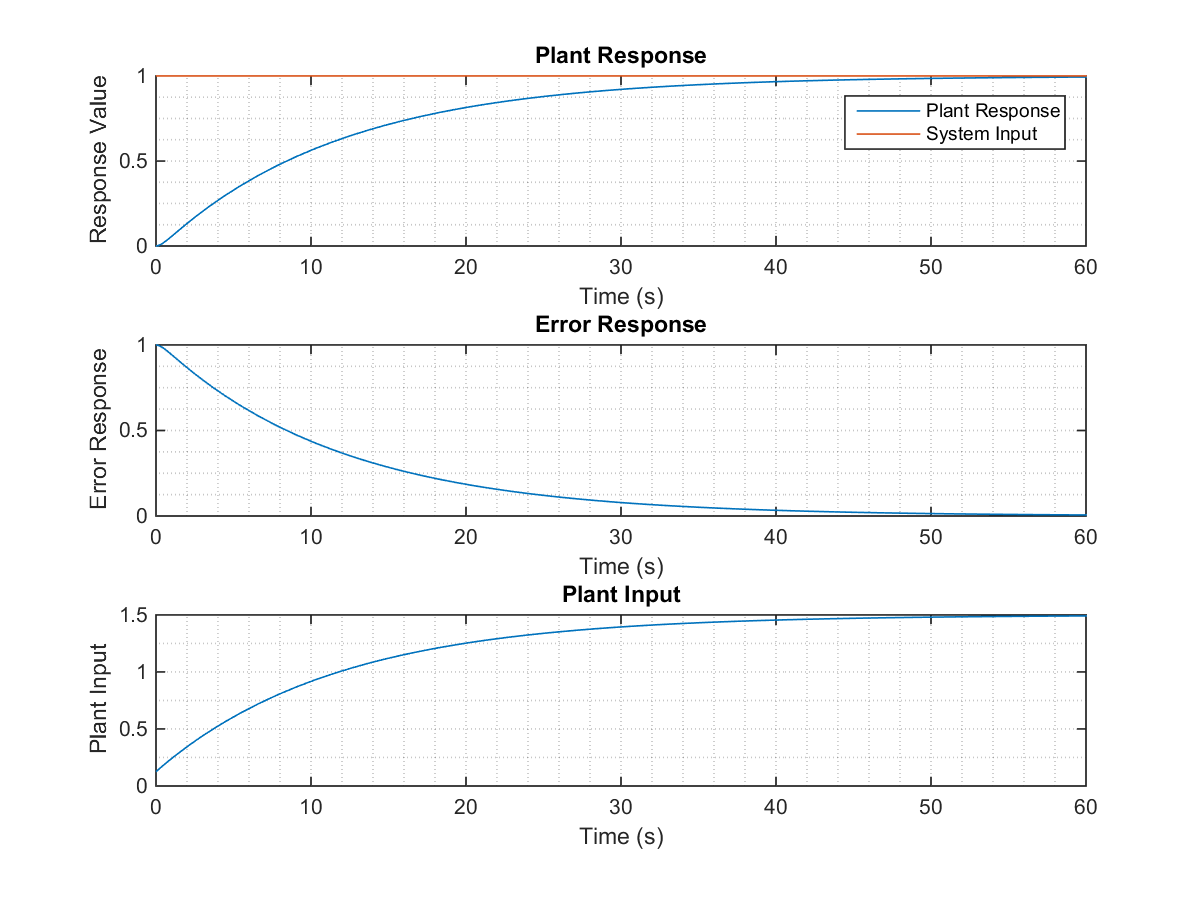 Plant Response
Response Value
1
0.5
0
Plant Response
System Input
0 10 20 30 40 50 60
Time (s)
Error Response
Error Response
1
0.5
0
0 10 20 30 40 50 60
Time (s)
Plant Input
Plant Input
1.5
1
0.5
0
0 10 20 30 40 50 60
Time (s)